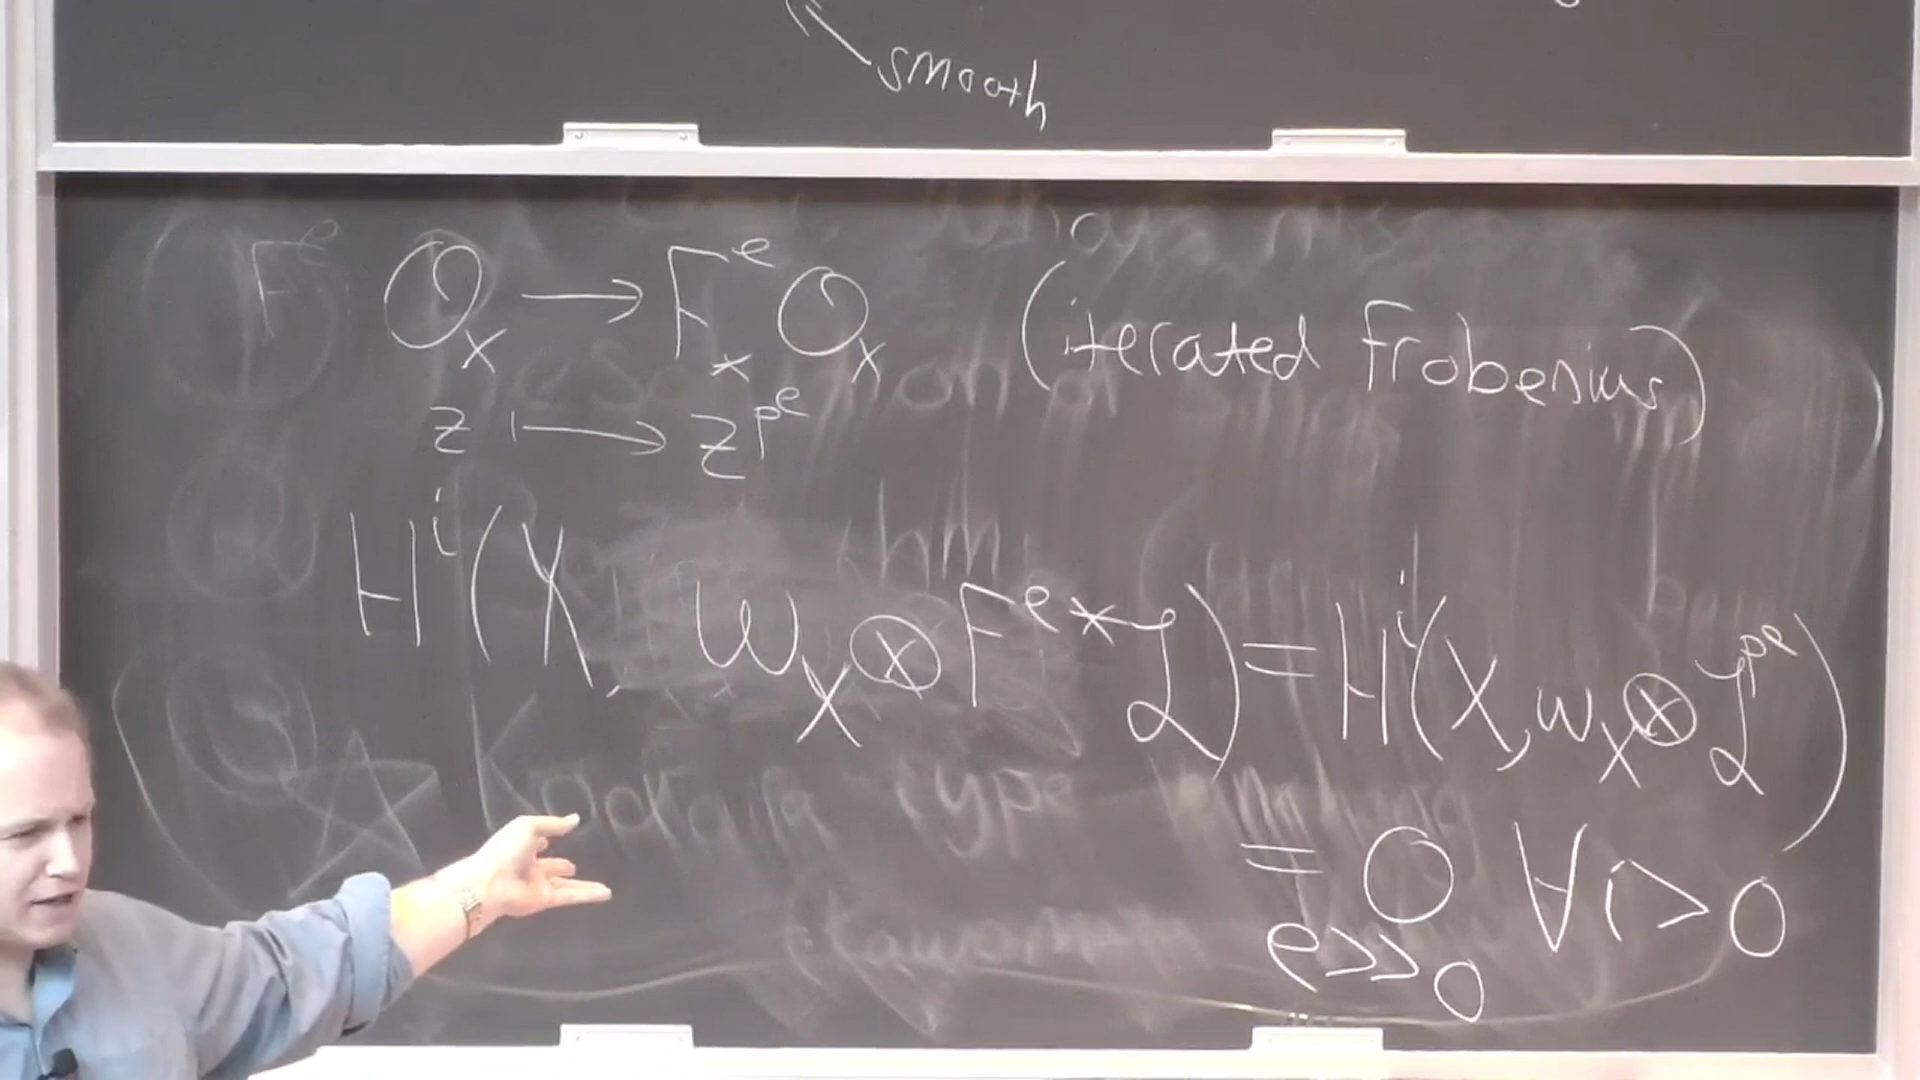 smooth
F^e O_X → F^e_* O_X (iterated Frobenius)
z ↦ z^{p^e}
H^i(X, ω_X ⊗ F^{e*} L) = H^i(X, ω_X ⊗ L^{p^e})
= 0 ∀ i > 0
e >> 0